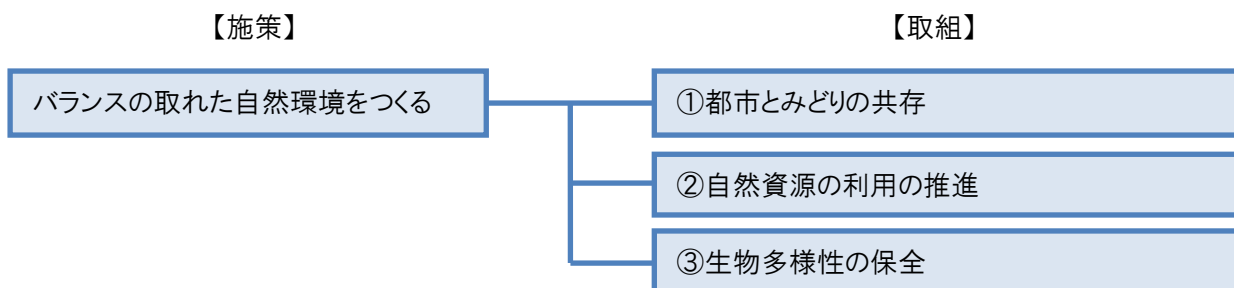 【施策】
【取組】
バランスの取れた自然環境をつくる
①都市とみどりの共存
②自然資源の利用の推進
③生物多様性の保全